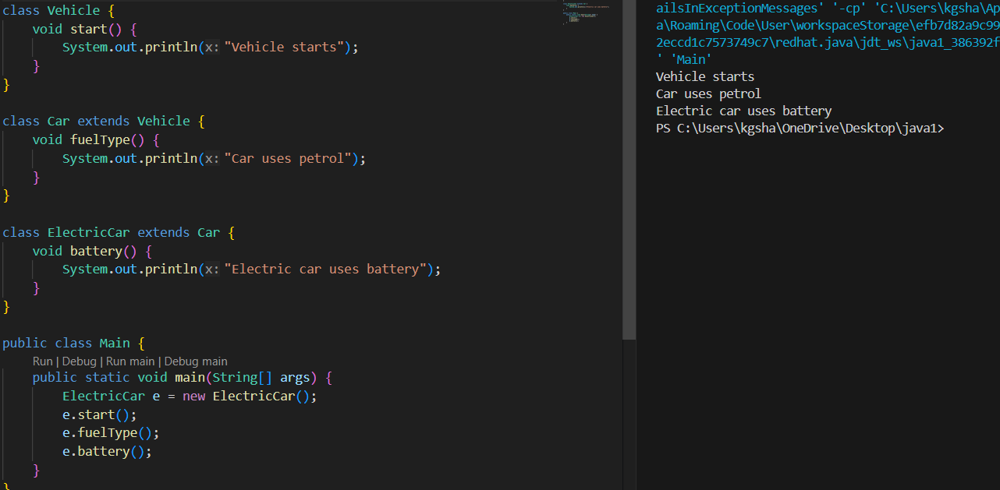 class Vehicle {
    void start() {
        System.out.println(x: "Vehicle starts");
    }
}

class Car extends Vehicle {
    void fuelType() {
        System.out.println(x: "Car uses petrol");
    }
}

class ElectricCar extends Car {
    void battery() {
        System.out.println(x: "Electric car uses battery");
    }
}

public class Main {
    Run | Debug | Run main | Debug main
    public static void main(String[] args) {
        ElectricCar e = new ElectricCar();
        e.start();
        e.fuelType();
        e.battery();
    }
}
ailsInExceptionMessages' '-cp' 'C:\Users\kgsha\Ap
a\Roaming\Code\User\workspaceStorage\efb7d82a9c99
2eccd1c7573749c7\redhat.java\jdt_ws\java1_386392f
' 'Main'
Vehicle starts
Car uses petrol
Electric car uses battery
PS C:\Users\kgsha\OneDrive\Desktop\java1>